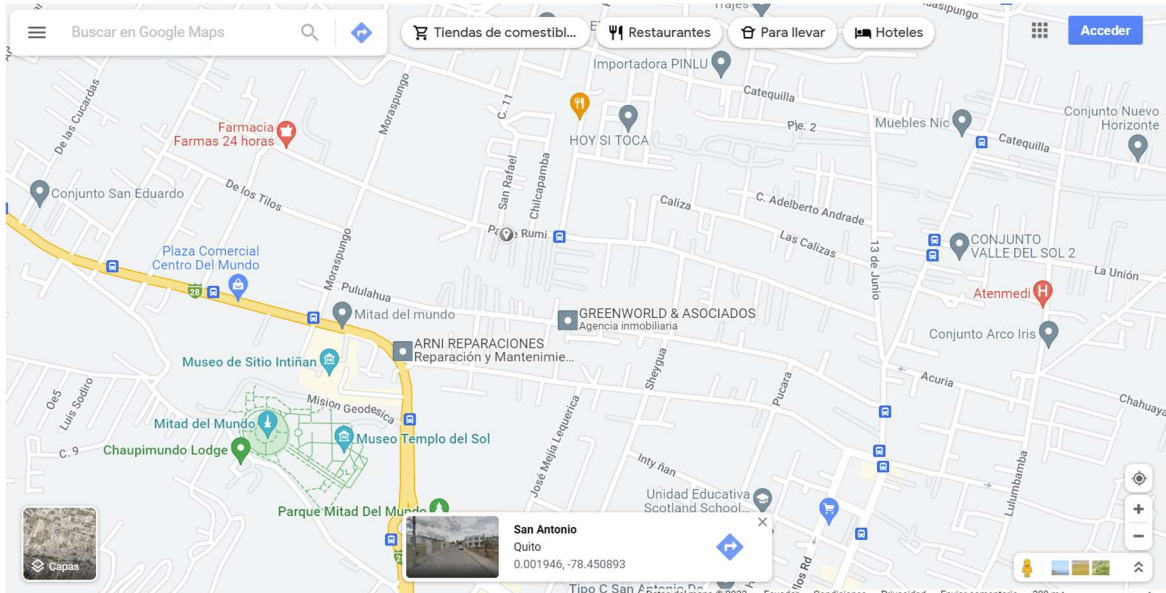 Buscar en Google Maps
Tiendas de comestibl...
Restaurantes
Para llevar
Hoteles
Acceder
Importadora PINLU
Catequilla
Pje. 2
Muebles Nic
Conjunto Nuevo
Horizonte
Catequilla
De las Cucardas
Moraspungo
C. 11
HOY SI TOCA
Farmacia
Farmas 24 horas
Conjunto San Eduardo
De los Tilos
San Rafael
Chilcapamba
Caliza
C. Adelberto Andrade
Rumi
Las Calizas
13 de Junio
CONJUNTO
VALLE DEL SOL 2
La Unión
Plaza Comercial
Centro Del Mundo
Moraspungo
28
Pululahua
Mitad del mundo
GREENWORLD & ASOCIADOS
Agencia inmobiliaria
Atenmedi
Conjunto Arco Iris
ARNI REPARACIONES
Reparación y Mantenimie...
Museo de Sitio Intiñan
Sheygua
Pucara
Acuria
Oe5
Luis Sodiro
Mision Geodesica
Mitad del Mundo
Museo Templo del Sol
Chaupimundo Lodge
C. 9
José Mejía Lequerica
Inty ñan
Lulumbamba
Unidad Educativa
Scotland School...
Parque Mitad Del Mundo
San Antonio
Quito
0.001946, -78.450893
Capas